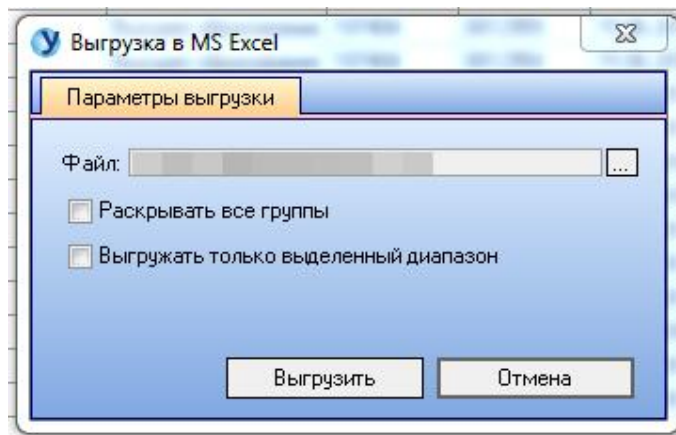 Выгрузка в MS Excel
Параметры выгрузки
Файл:
...
Раскрывать все группы
Выгружать только выделенный диапазон
Выгрузить
Отмена